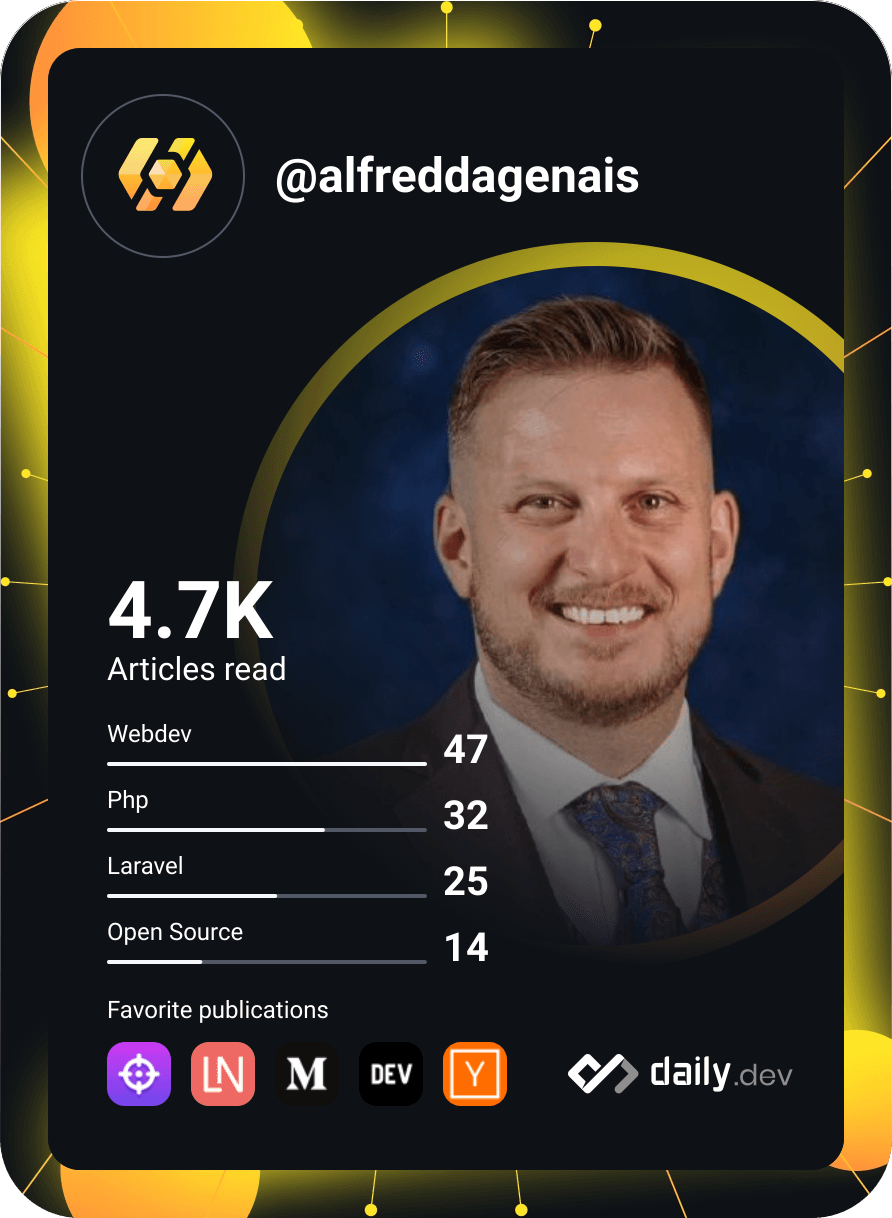 @alfreddagenais
4.7K
Articles read
Webdev
47
Php
32
Laravel
25
Open Source
14
Favorite publications
LN
M
DEV
Y
daily.dev